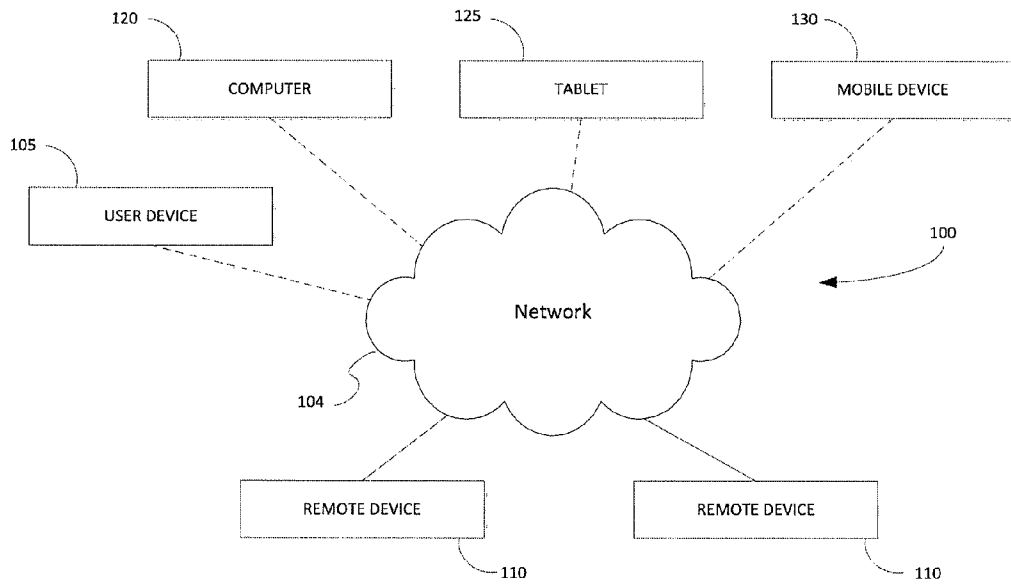 120
125
130
COMPUTER
TABLET
MOBILE DEVICE
105
USER DEVICE
100
Network
104
REMOTE DEVICE
REMOTE DEVICE
110
110